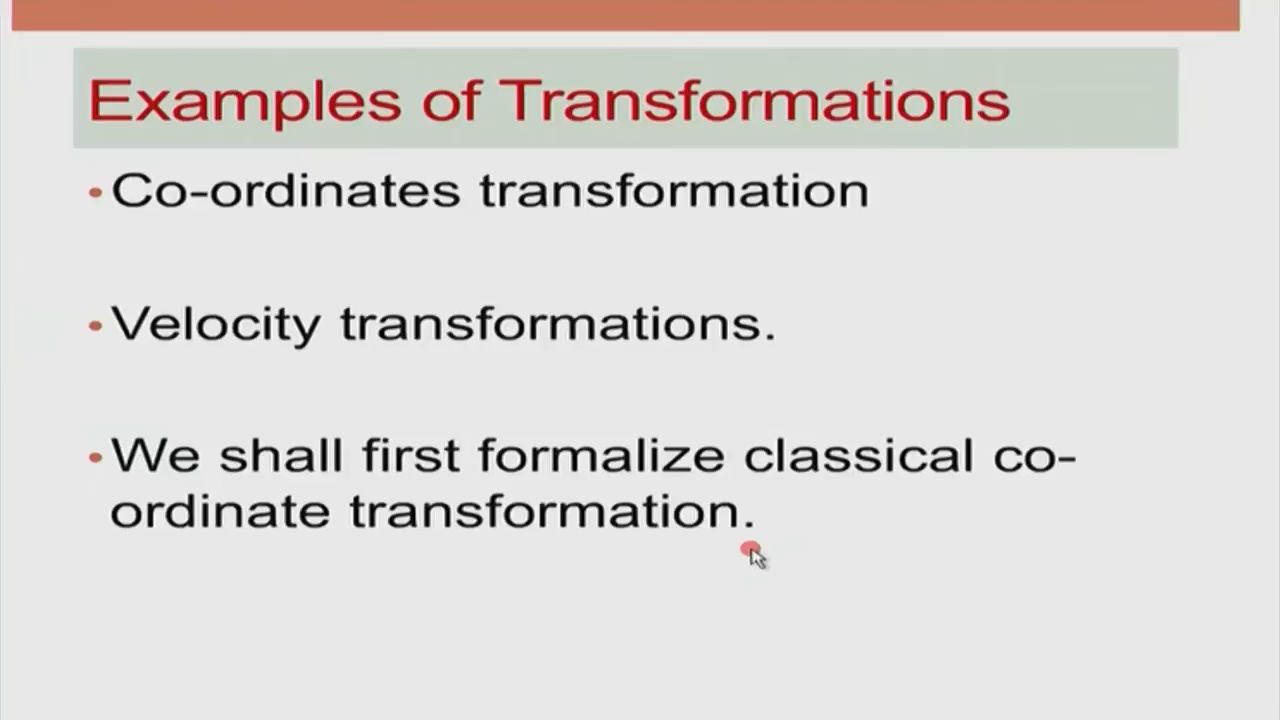 Examples of Transformations
• Co-ordinates transformation
• Velocity transformations.
• We shall first formalize classical co-
ordinate transformation.